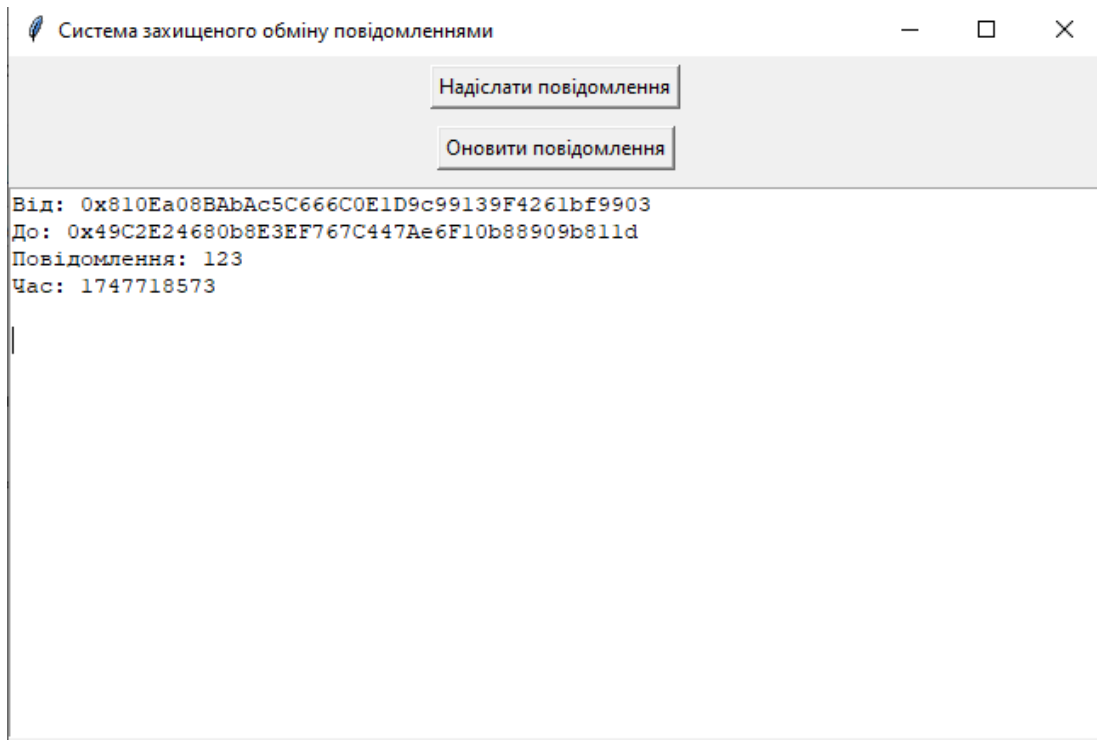 Система захищеного обміну повідомленнями
Надіслати повідомлення
Оновити повідомлення
Від: 0x810Ea08BAbAc5C666C0E1D9c99139F4261bf9903
До: 0x49C2E24680b8E3EF767C447Ae6F10b88909b811d
Повідомлення: 123
Час: 1747718573